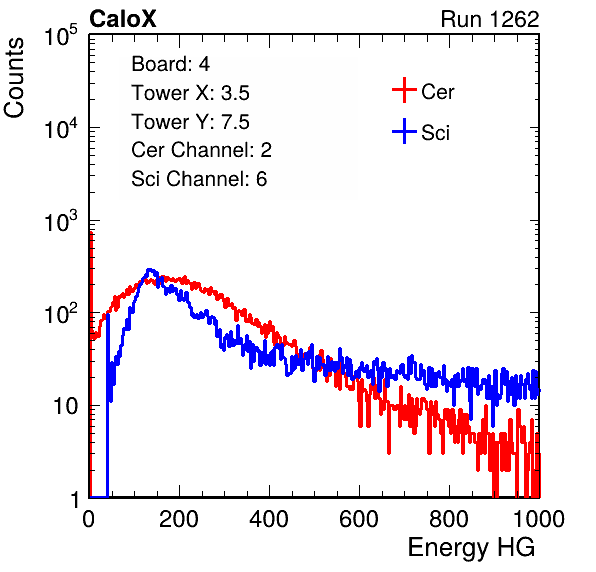 CaloX Run 1262
Counts
Board: 4
Tower X: 3.5
Tower Y: 7.5
Cer Channel: 2
Sci Channel: 6
Cer
Sci
10^5
10^4
10^3
10^2
10
1
0 200 400 600 800 1000
Energy HG